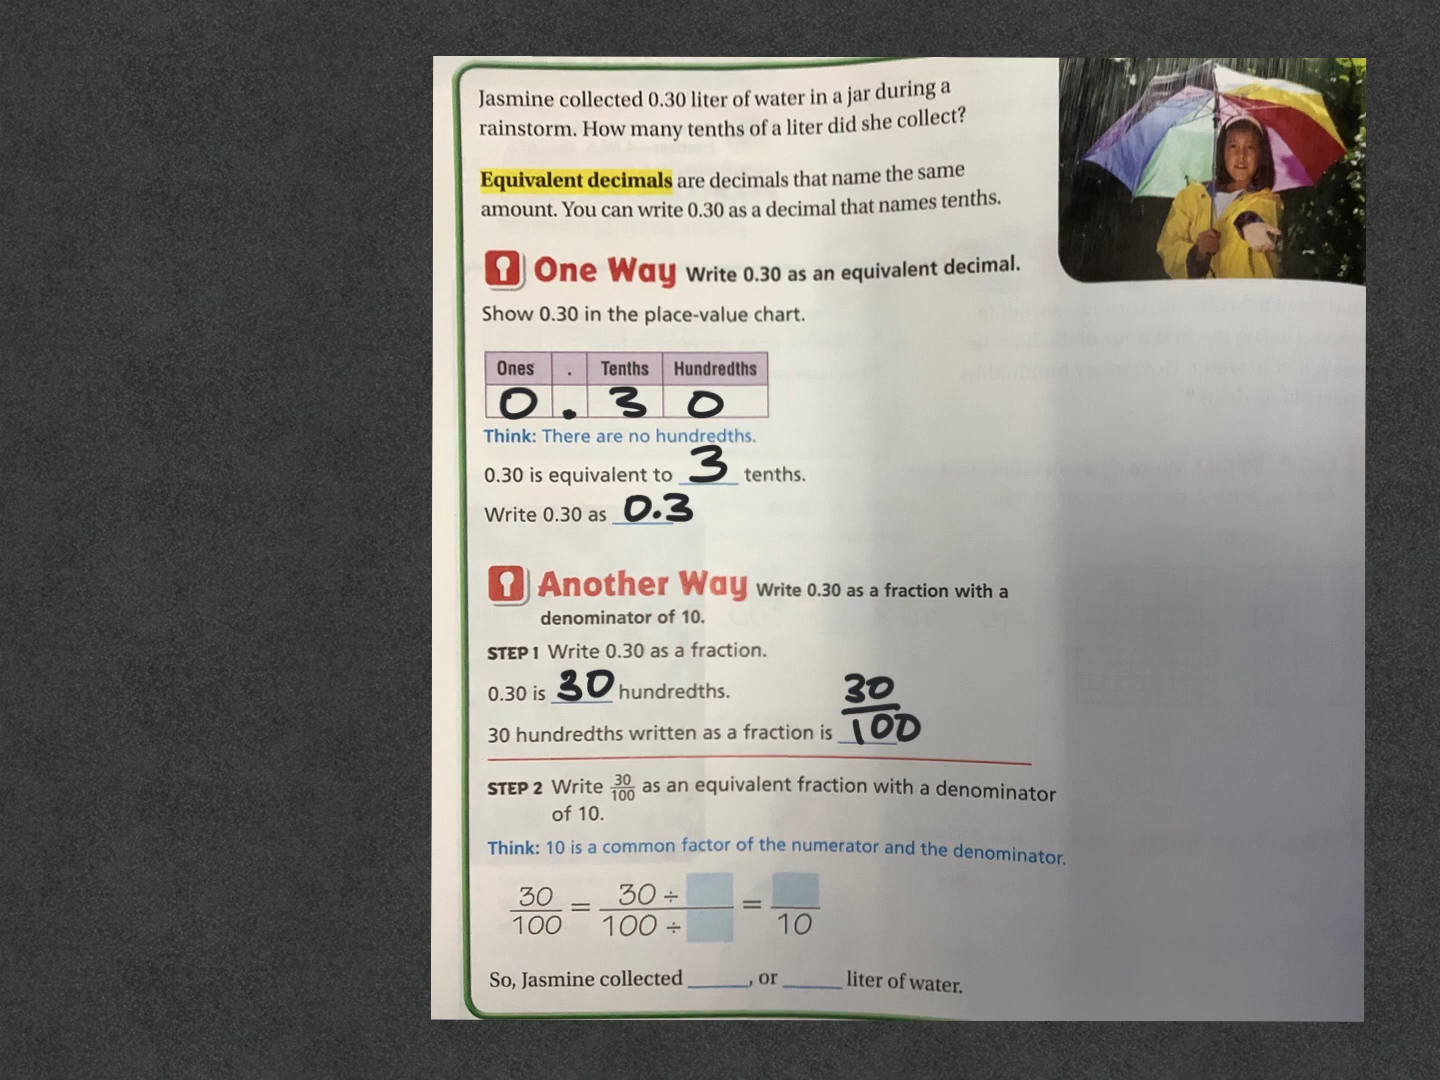 Jasmine collected 0.30 liter of water in a jar during a
rainstorm. How many tenths of a liter did she collect?
Equivalent decimals are decimals that name the same
amount. You can write 0.30 as a decimal that names tenths.
One Way Write 0.30 as an equivalent decimal.
Show 0.30 in the place-value chart.
Ones . Tenths Hundredths
0 . 3 0
Think: There are no hundredths.
0.30 is equivalent to 3 tenths.
Write 0.30 as 0.3
Another Way Write 0.30 as a fraction with a
denominator of 10.
STEP 1 Write 0.30 as a fraction.
0.30 is 30 hundredths.
30 hundredths written as a fraction is 30/100
STEP 2 Write 30/100 as an equivalent fraction with a denominator
of 10.
Think: 10 is a common factor of the numerator and the denominator.
30/100 = 30 ÷ /100 ÷ = /10
So, Jasmine collected _____, or _____ liter of water.